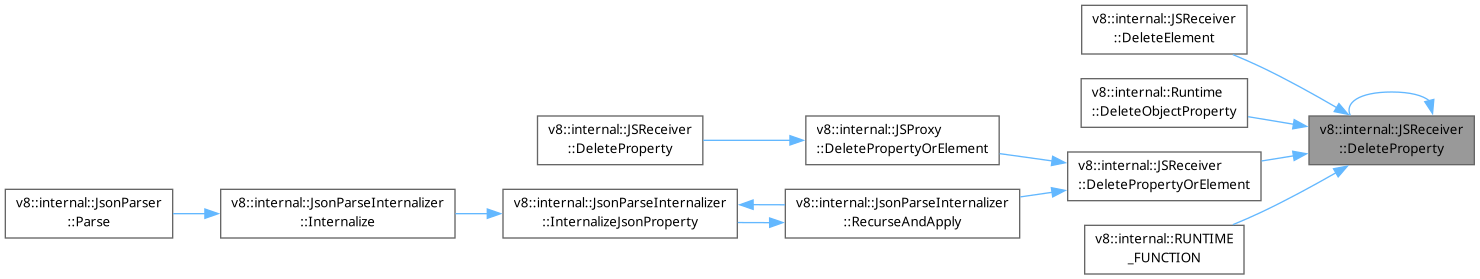 v8::internal::JSReceiver
::DeleteElement
v8::internal::Runtime
::DeleteObjectProperty
v8::internal::JSReceiver
::DeleteProperty
v8::internal::JSProxy
::DeletePropertyOrElement
v8::internal::JSReceiver
::DeleteProperty
v8::internal::JSReceiver
::DeletePropertyOrElement
v8::internal::JsonParser
::Parse
v8::internal::JsonParseInternalizer
::Internalize
v8::internal::JsonParseInternalizer
::InternalizeJsonProperty
v8::internal::JsonParseInternalizer
::RecurseAndApply
v8::internal::RUNTIME
_FUNCTION